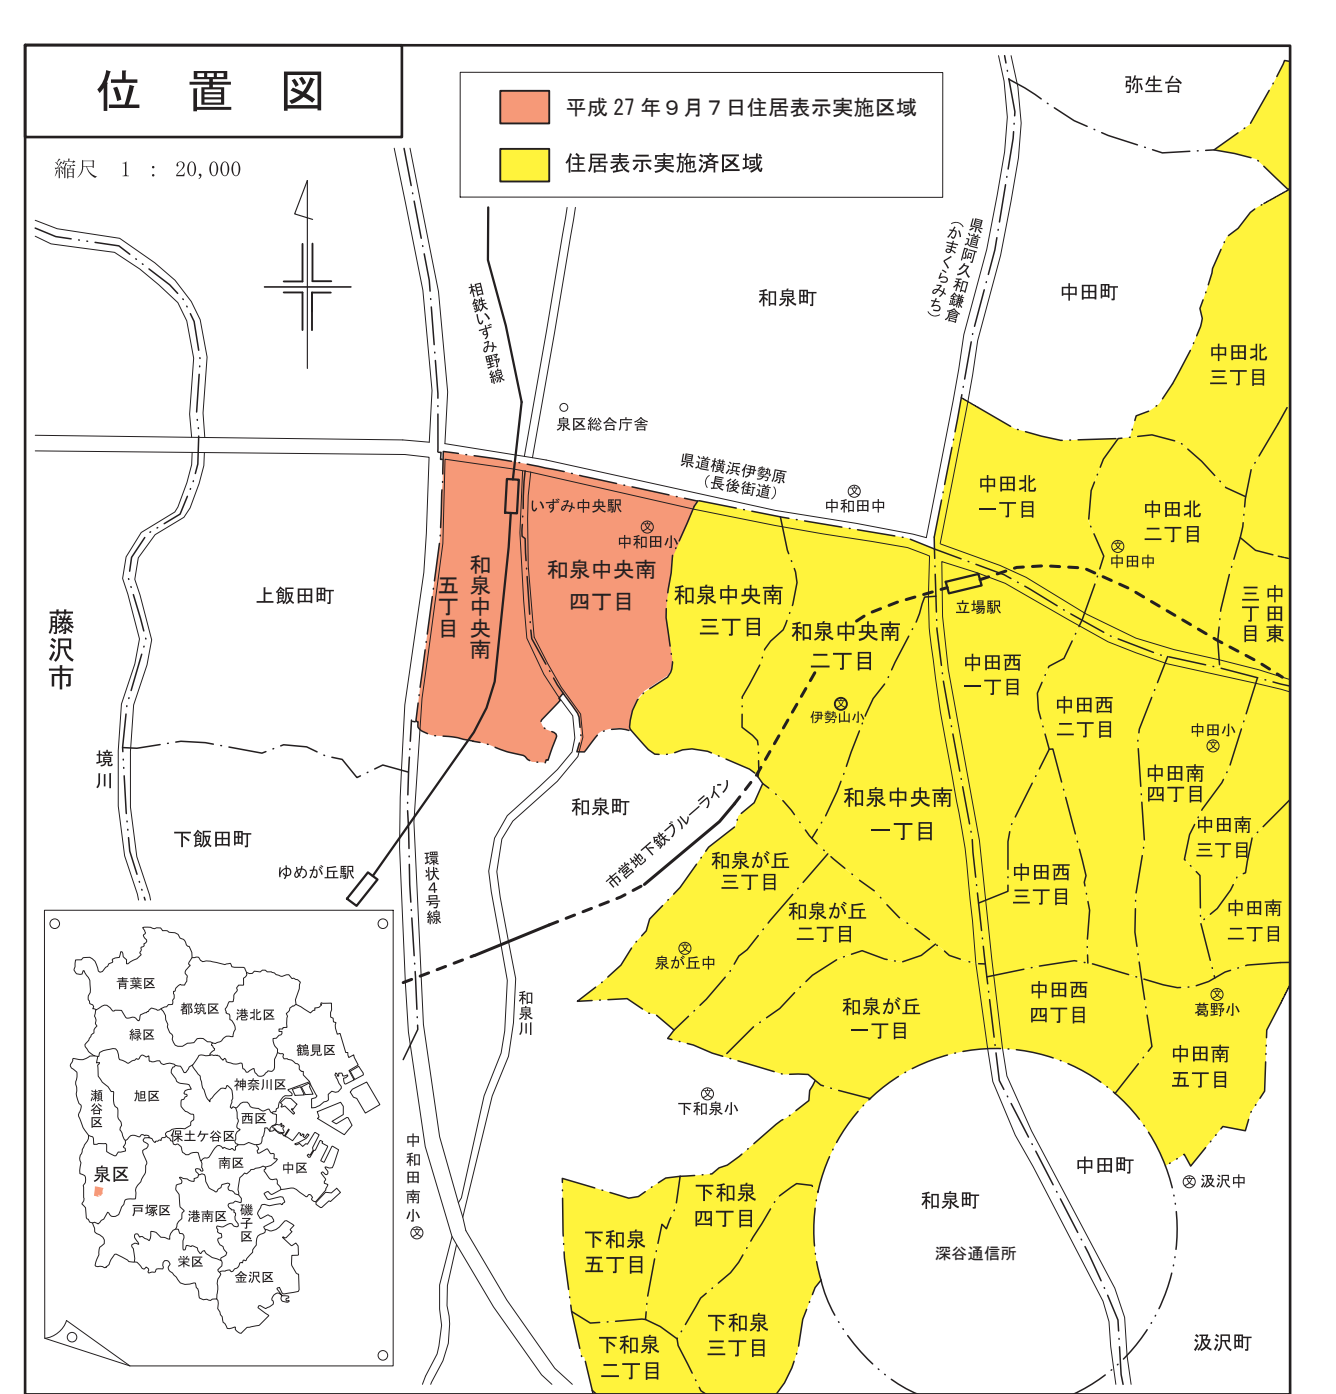 位 置 図
縮尺 1 : 20,000
平成27年9月7日住居表示実施区域
住居表示実施済区域
弥生台
県道阿久和鎌倉
(かまくらみち)
和泉町
中田町
相鉄いずみ野線
中田北
三丁目
泉区総合庁舎
県道横浜伊勢原
(長後街道)
中和田中
中田北
一丁目
中田北
二丁目
いずみ中央駅
中和田小
中田中
和泉中央南
五丁目
和泉中央南
四丁目
和泉中央南
三丁目
和泉中央南
二丁目
立場駅
中田東
三丁目
上飯田町
藤沢市
中田西
一丁目
中田西
二丁目
伊勢山小
中田小
境川
中田南
四丁目
和泉町
市営地下鉄ブルーライン
和泉中央南
一丁目
下飯田町
中田南
三丁目
ゆめが丘駅
環状4号線
和泉が丘
三丁目
中田西
三丁目
和泉が丘
二丁目
中田南
二丁目
泉が丘中
和泉川
和泉が丘
一丁目
中田西
四丁目
葛野小
中田南
五丁目
下和泉小
中和田南小
中田町
汲沢中
和泉町
深谷通信所
下和泉
四丁目
下和泉
五丁目
下和泉
三丁目
下和泉
二丁目
汲沢町
青葉区
都筑区
港北区
緑区
鶴見区
瀬谷区
旭区
神奈川区
西区
保土ケ谷区
南区
中区
泉区
戸塚区
港南区
磯子区
栄区
金沢区